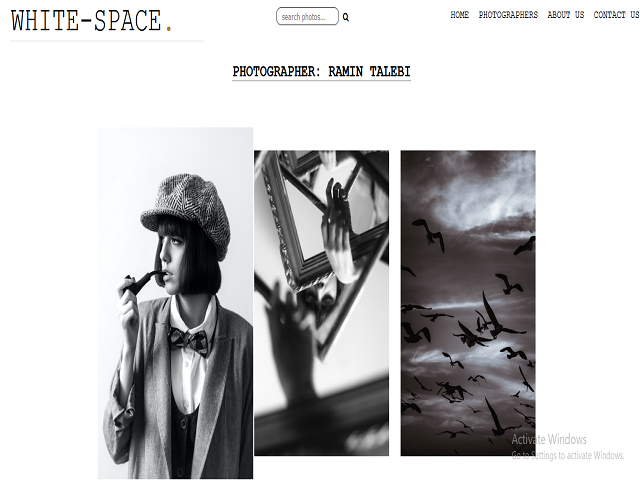 WHITE-SPACE.
search photos...
HOME PHOTOGRAPHERS ABOUT US CONTACT US
PHOTOGRAPHER: RAMIN TALEBI
Activate Windows
Go to Settings to activate Windows.